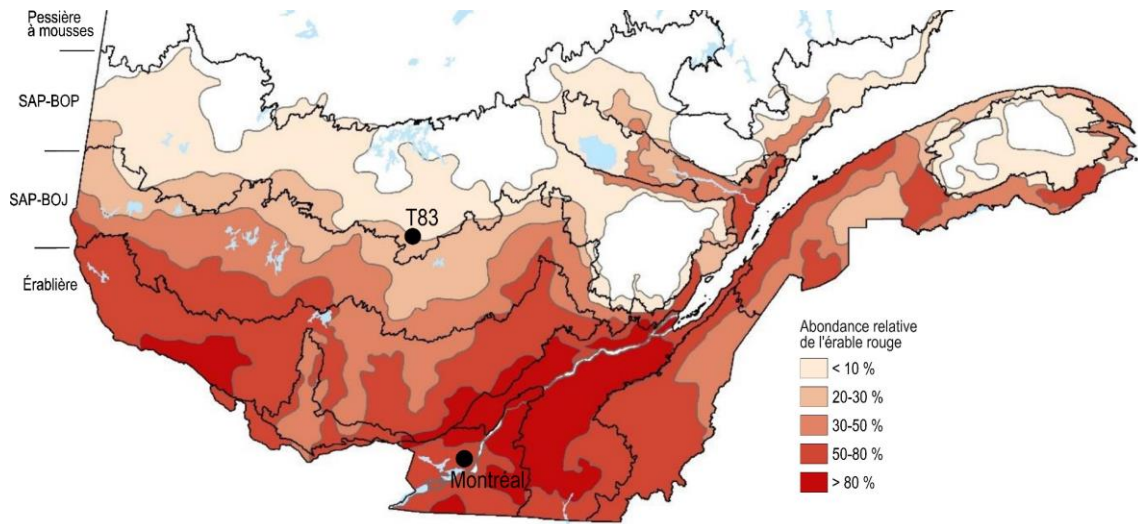 Pessière
à mousses
SAP-BOP
SAP-BOJ
Érablière
T83
Montréal
Abondance relative
de l'érable rouge
< 10 %
20-30 %
30-50 %
50-80 %
> 80 %